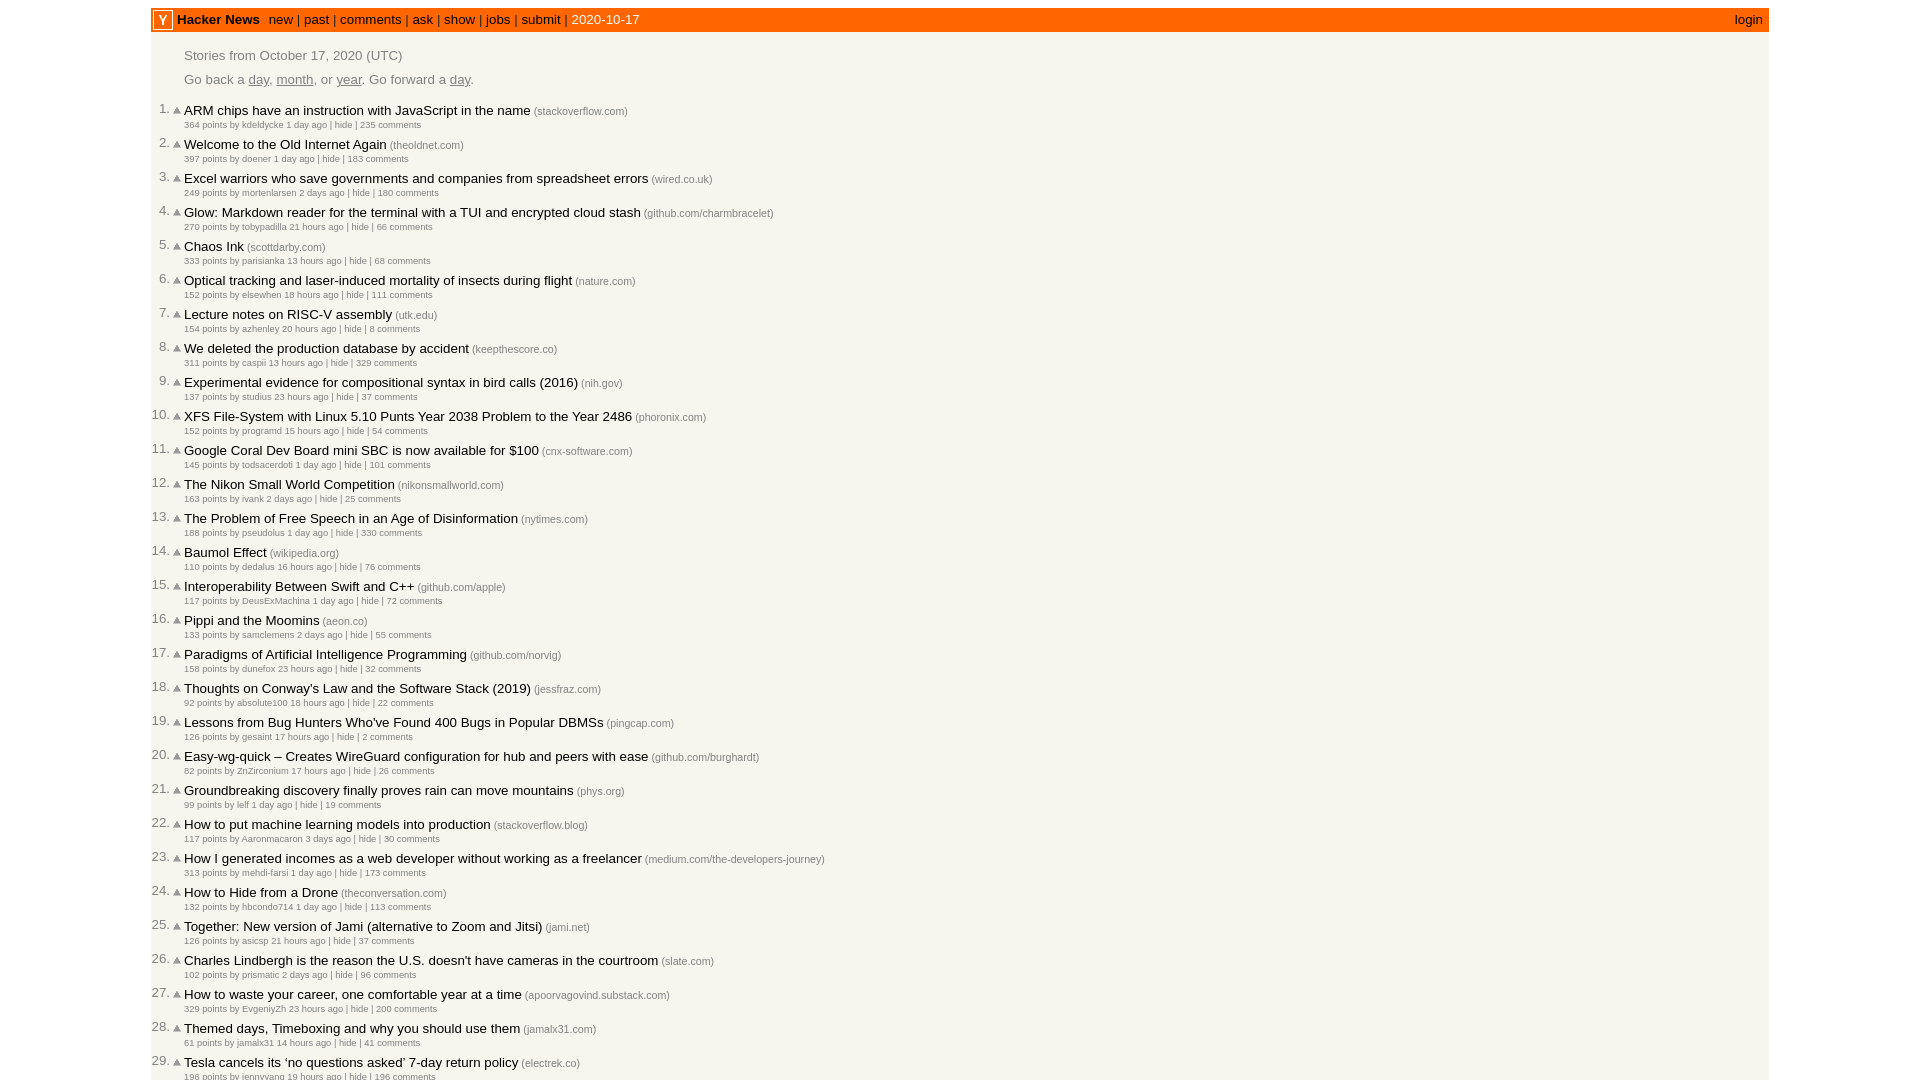 Y Hacker News new | past | comments | ask | show | jobs | submit | 2020-10-17 login
Stories from October 17, 2020 (UTC)
Go back a day, month, or year. Go forward a day.
1. ARM chips have an instruction with JavaScript in the name (stackoverflow.com)
364 points by kdeldycke 1 day ago | hide | 235 comments
2. Welcome to the Old Internet Again (theoldnet.com)
397 points by doener 1 day ago | hide | 183 comments
3. Excel warriors who save governments and companies from spreadsheet errors (wired.co.uk)
249 points by mortenlarsen 2 days ago | hide | 180 comments
4. Glow: Markdown reader for the terminal with a TUI and encrypted cloud stash (github.com/charmbracelet)
270 points by tobypadilla 21 hours ago | hide | 66 comments
5. Chaos Ink (scottdarby.com)
333 points by parisianka 13 hours ago | hide | 68 comments
6. Optical tracking and laser-induced mortality of insects during flight (nature.com)
152 points by elsewhen 18 hours ago | hide | 111 comments
7. Lecture notes on RISC-V assembly (utk.edu)
154 points by azhenley 20 hours ago | hide | 8 comments
8. We deleted the production database by accident (keepthescore.co)
311 points by caspii 13 hours ago | hide | 329 comments
9. Experimental evidence for compositional syntax in bird calls (2016) (nih.gov)
137 points by studius 23 hours ago | hide | 37 comments
10. XFS File-System with Linux 5.10 Punts Year 2038 Problem to the Year 2486 (phoronix.com)
152 points by programd 15 hours ago | hide | 54 comments
11. Google Coral Dev Board mini SBC is now available for $100 (cnx-software.com)
145 points by todsacerdoti 1 day ago | hide | 101 comments
12. The Nikon Small World Competition (nikonsmallworld.com)
163 points by ivank 2 days ago | hide | 25 comments
13. The Problem of Free Speech in an Age of Disinformation (nytimes.com)
188 points by pseudolus 1 day ago | hide | 330 comments
14. Baumol Effect (wikipedia.org)
110 points by dedalus 16 hours ago | hide | 76 comments
15. Interoperability Between Swift and C++ (github.com/apple)
117 points by DeusExMachina 1 day ago | hide | 72 comments
16. Pippi and the Moomins (aeon.co)
133 points by samclemens 2 days ago | hide | 55 comments
17. Paradigms of Artificial Intelligence Programming (github.com/norvig)
158 points by dunefox 23 hours ago | hide | 32 comments
18. Thoughts on Conway's Law and the Software Stack (2019) (jessfraz.com)
92 points by absolute100 18 hours ago | hide | 22 comments
19. Lessons from Bug Hunters Who've Found 400 Bugs in Popular DBMSs (pingcap.com)
126 points by gesaint 17 hours ago | hide | 2 comments
20. Easy-wg-quick – Creates WireGuard configuration for hub and peers with ease (github.com/burghardt)
82 points by ZnZirconium 17 hours ago | hide | 26 comments
21. Groundbreaking discovery finally proves rain can move mountains (phys.org)
99 points by lelf 1 day ago | hide | 19 comments
22. How to put machine learning models into production (stackoverflow.blog)
117 points by Aaronmacaron 3 days ago | hide | 30 comments
23. How I generated incomes as a web developer without working as a freelancer (medium.com/the-developers-journey)
313 points by mehdi-farsi 1 day ago | hide | 173 comments
24. How to Hide from a Drone (theconversation.com)
132 points by hbcondo714 1 day ago | hide | 113 comments
25. Together: New version of Jami (alternative to Zoom and Jitsi) (jami.net)
126 points by asicsp 21 hours ago | hide | 37 comments
26. Charles Lindbergh is the reason the U.S. doesn't have cameras in the courtroom (slate.com)
102 points by prismatic 2 days ago | hide | 96 comments
27. How to waste your career, one comfortable year at a time (apoorvagovind.substack.com)
329 points by EvgeniyZh 23 hours ago | hide | 200 comments
28. Themed days, Timeboxing and why you should use them (jamalx31.com)
61 points by jamalx31 14 hours ago | hide | 41 comments
29. Tesla cancels its ‘no questions asked’ 7-day return policy (electrek.co)
196 points by jennyyang 19 hours ago | hide | 196 comments